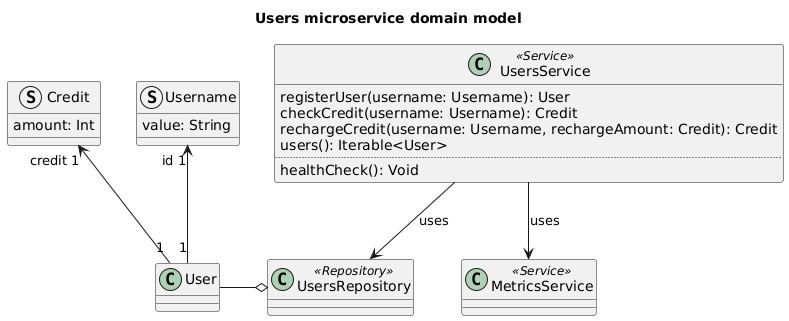 Users microservice domain model
S Credit
amount: Int
S Username
value: String
C «Service»
UsersService
registerUser(username: Username): User
checkCredit(username: Username): Credit
rechargeCredit(username: Username, rechargeAmount: Credit): Credit
users(): Iterable<User>
healthCheck(): Void
credit 1
id 1
uses
uses
1
1
C User
C «Repository»
UsersRepository
C «Service»
MetricsService